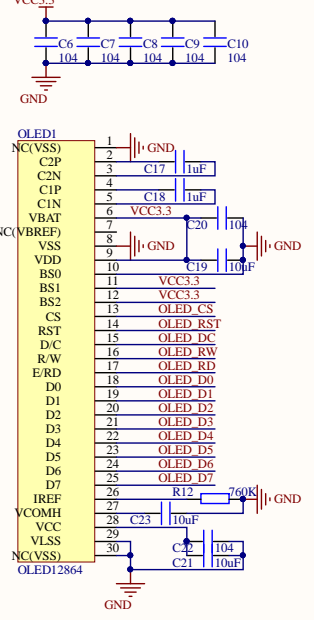 VCC3.3
C6 C7 C8 C9 C10
104 104 104 104 104
GND
OLED1
NC(VSS) 1 GND
C2P 2
C2N 3 C17 1uF
C1P 4
C1N 5 C18 1uF
VBAT 6 VCC3.3
NC(VBREF) 7 C20 104
VSS 8 GND GND
VDD 9
BS0 10 C19 10uF
BS1 11 VCC3.3
BS2 12 VCC3.3
CS 13 OLED_CS
RST 14 OLED_RST
D/C 15 OLED_DC
R/W 16 OLED_RW
E/RD 17 OLED_RD
D0 18 OLED_D0
D1 19 OLED_D1
D2 20 OLED_D2
D3 21 OLED_D3
D4 22 OLED_D4
D5 23 OLED_D5
D6 24 OLED_D6
D7 25 OLED_D7
IREF 26 R12 760K GND
VCOMH 27
VCC 28 C23 10uF
VLSS 29 C22 104
NC(VSS) 30 C21 10uF
OLED12864
GND